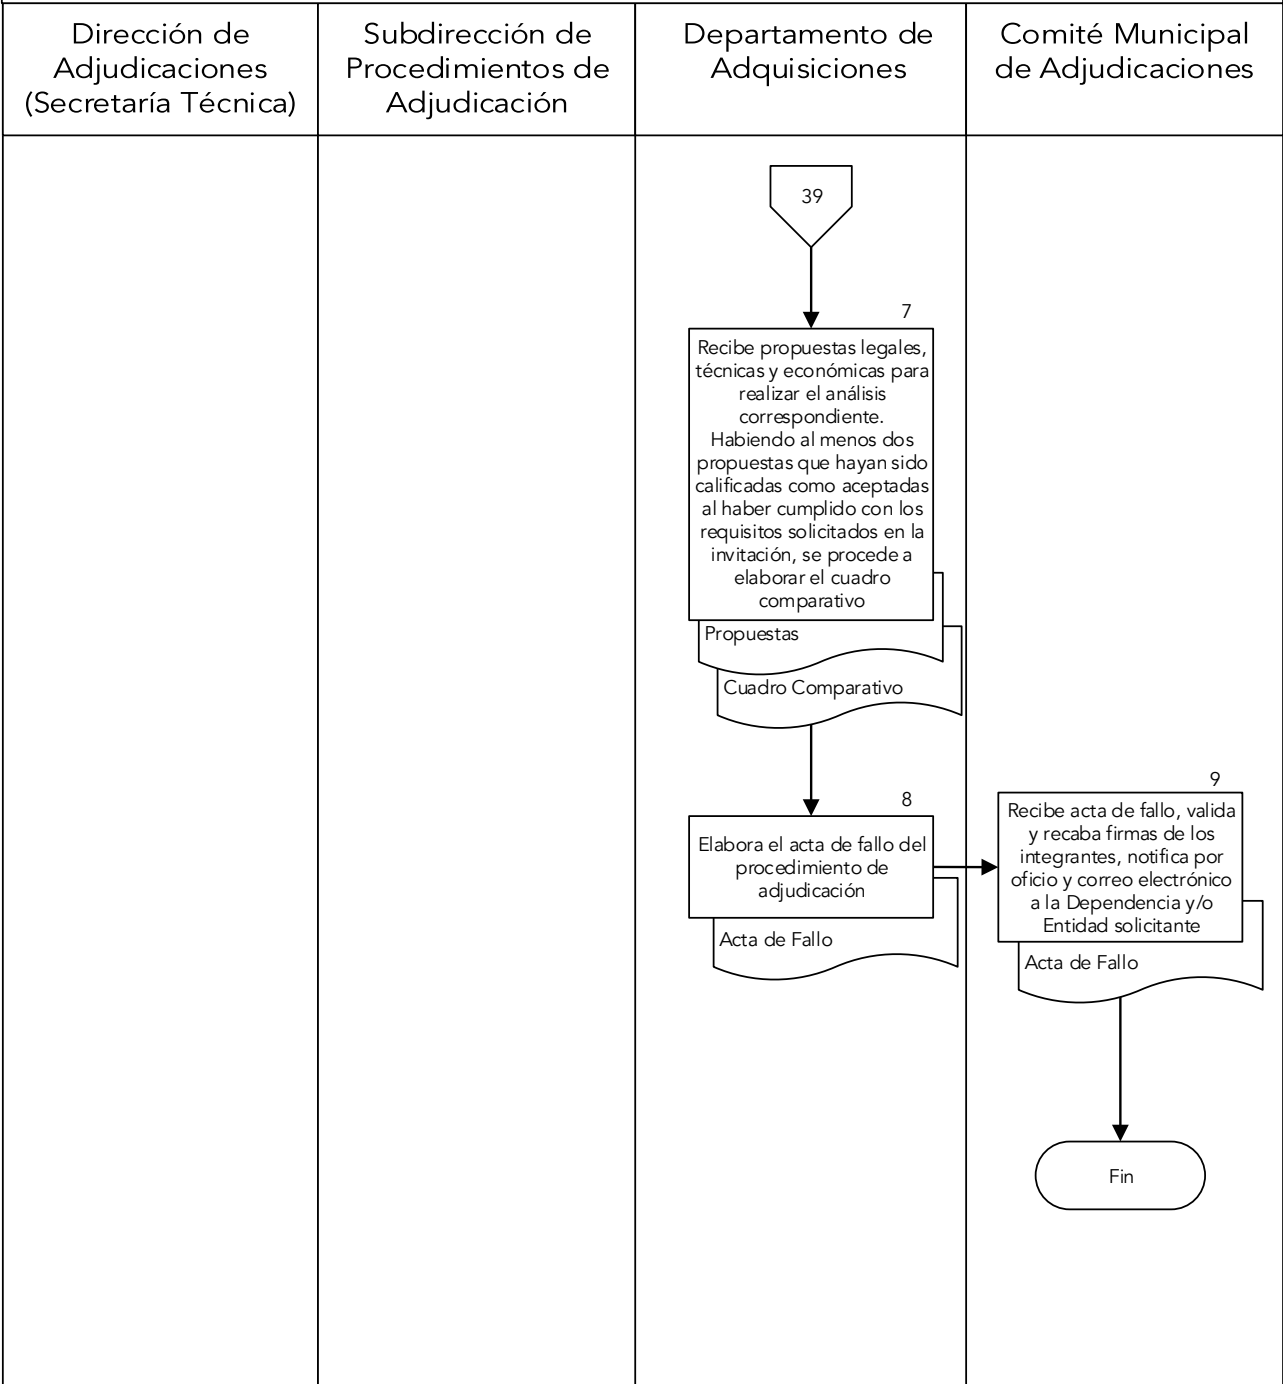 Dirección de
Adjudicaciones
(Secretaría Técnica)
Subdirección de
Procedimientos de
Adjudicación
Departamento de
Adquisiciones
Comité Municipal
de Adjudicaciones
39
7
Recibe propuestas legales,
técnicas y económicas para
realizar el análisis
correspondiente.
Habiendo al menos dos
propuestas que hayan sido
calificadas como aceptadas
al haber cumplido con los
requisitos solicitados en la
invitación, se procede a
elaborar el cuadro
comparativo
Propuestas
Cuadro Comparativo
8
Elabora el acta de fallo del
procedimiento de
adjudicación
Acta de Fallo
9
Recibe acta de fallo, valida
y recaba firmas de los
integrantes, notifica por
oficio y correo electrónico
a la Dependencia y/o
Entidad solicitante
Acta de Fallo
Fin